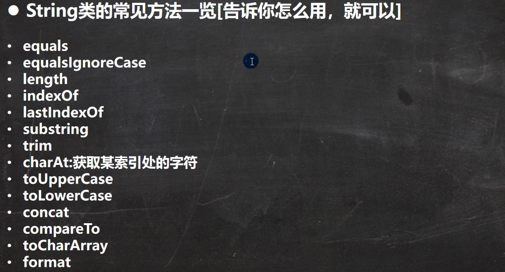 ● String类的常见方法一览[告诉你怎么用，就可以]
• equals
• equalsIgnoreCase
• length
• indexOf
• lastIndexOf
• substring
• trim
• charAt:获取某索引处的字符
• toUpperCase
• toLowerCase
• concat
• compareTo
• toCharArray
• format